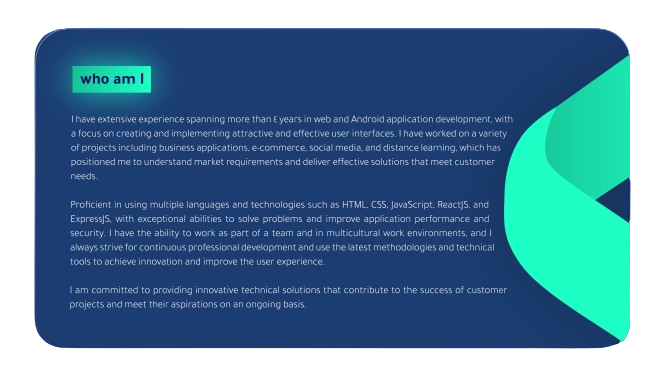 who am I
I have extensive experience spanning more than ٤ years in web and Android application development, with
a focus on creating and implementing attractive and effective user interfaces. I have worked on a variety
of projects including business applications, e-commerce, social media, and distance learning, which has
positioned me to understand market requirements and deliver effective solutions that meet customer
needs.
Proficient in using multiple languages and technologies such as HTML, CSS, JavaScript, ReactJS, and
ExpressJS, with exceptional abilities to solve problems and improve application performance and
security. I have the ability to work as part of a team and in multicultural work environments, and I
always strive for continuous professional development and use the latest methodologies and technical
tools to achieve innovation and improve the user experience.
I am committed to providing innovative technical solutions that contribute to the success of customer
projects and meet their aspirations on an ongoing basis.